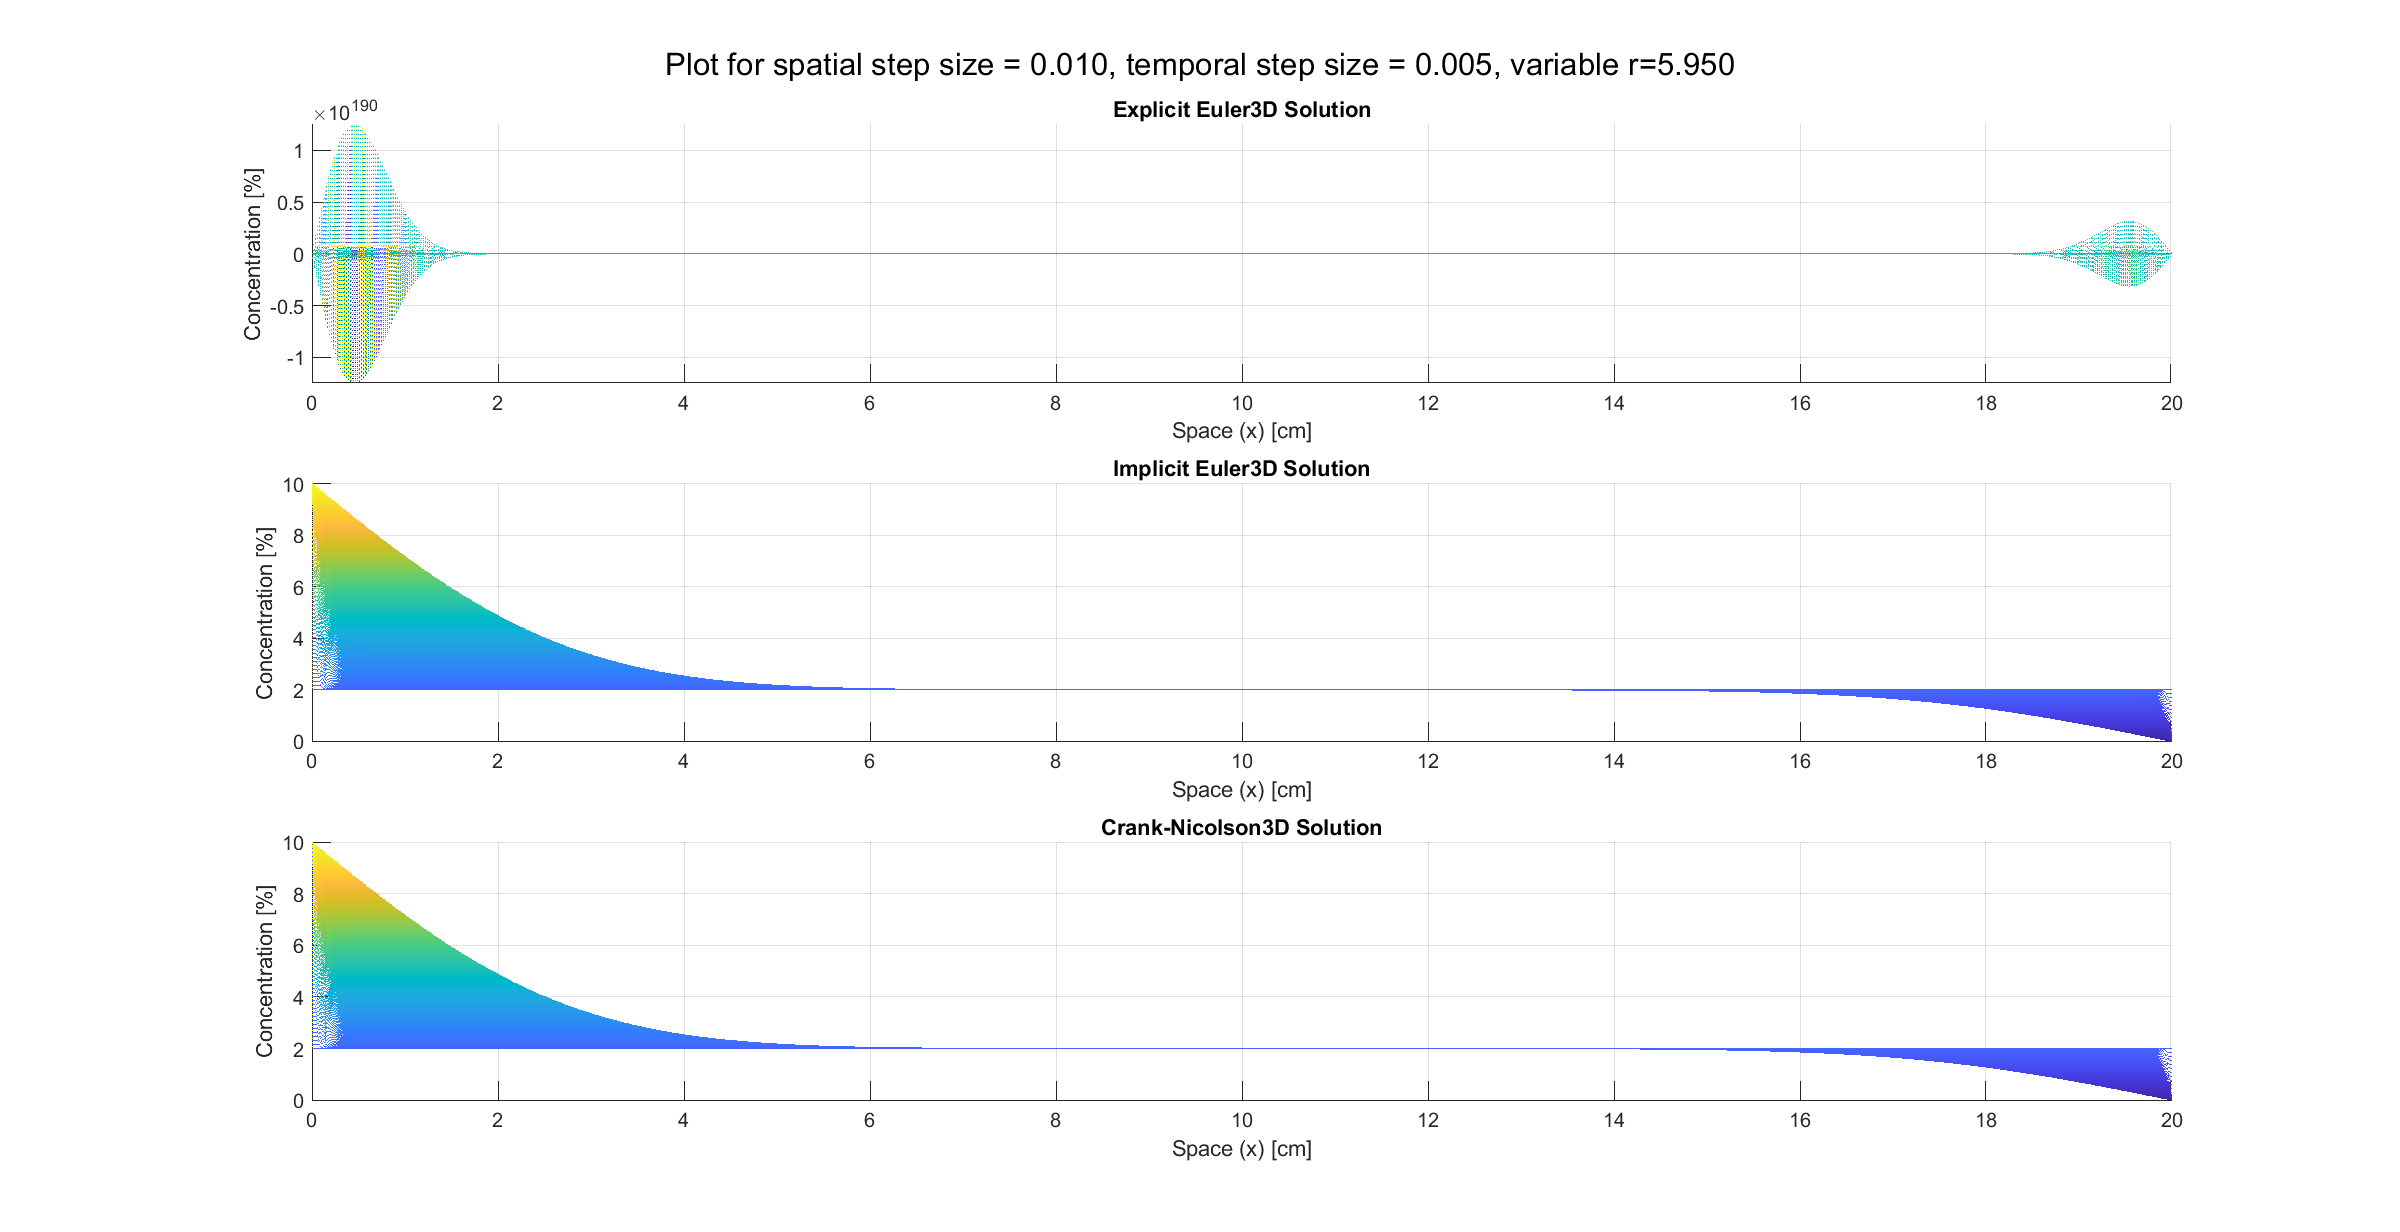 Plot for spatial step size = 0.010, temporal step size = 0.005, variable r=5.950
×10^190
Explicit Euler3D Solution
Concentration [%]
1
0.5
0
-0.5
-1
0 2 4 6 8 10 12 14 16 18 20
Space (x) [cm]
Implicit Euler3D Solution
Concentration [%]
10
8
6
4
2
0
0 2 4 6 8 10 12 14 16 18 20
Space (x) [cm]
Crank-Nicolson3D Solution
Concentration [%]
10
8
6
4
2
0
0 2 4 6 8 10 12 14 16 18 20
Space (x) [cm]